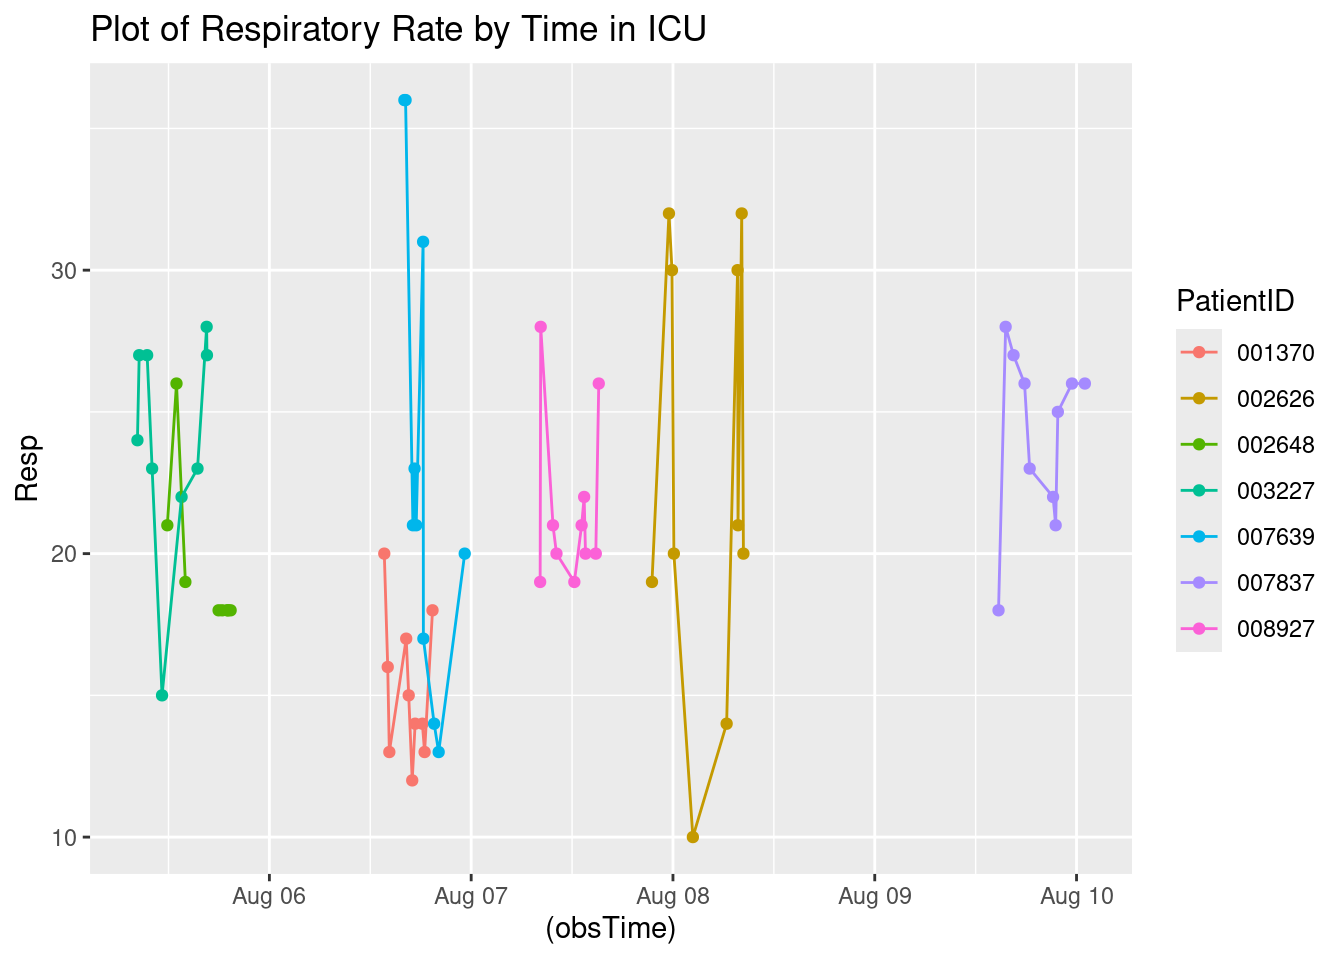 Plot of Respiratory Rate by Time in ICU
Resp
30
20
10
Aug 06
Aug 07
Aug 08
Aug 09
Aug 10
(obsTime)
PatientID
001370
002626
002648
003227
007639
007837
008927